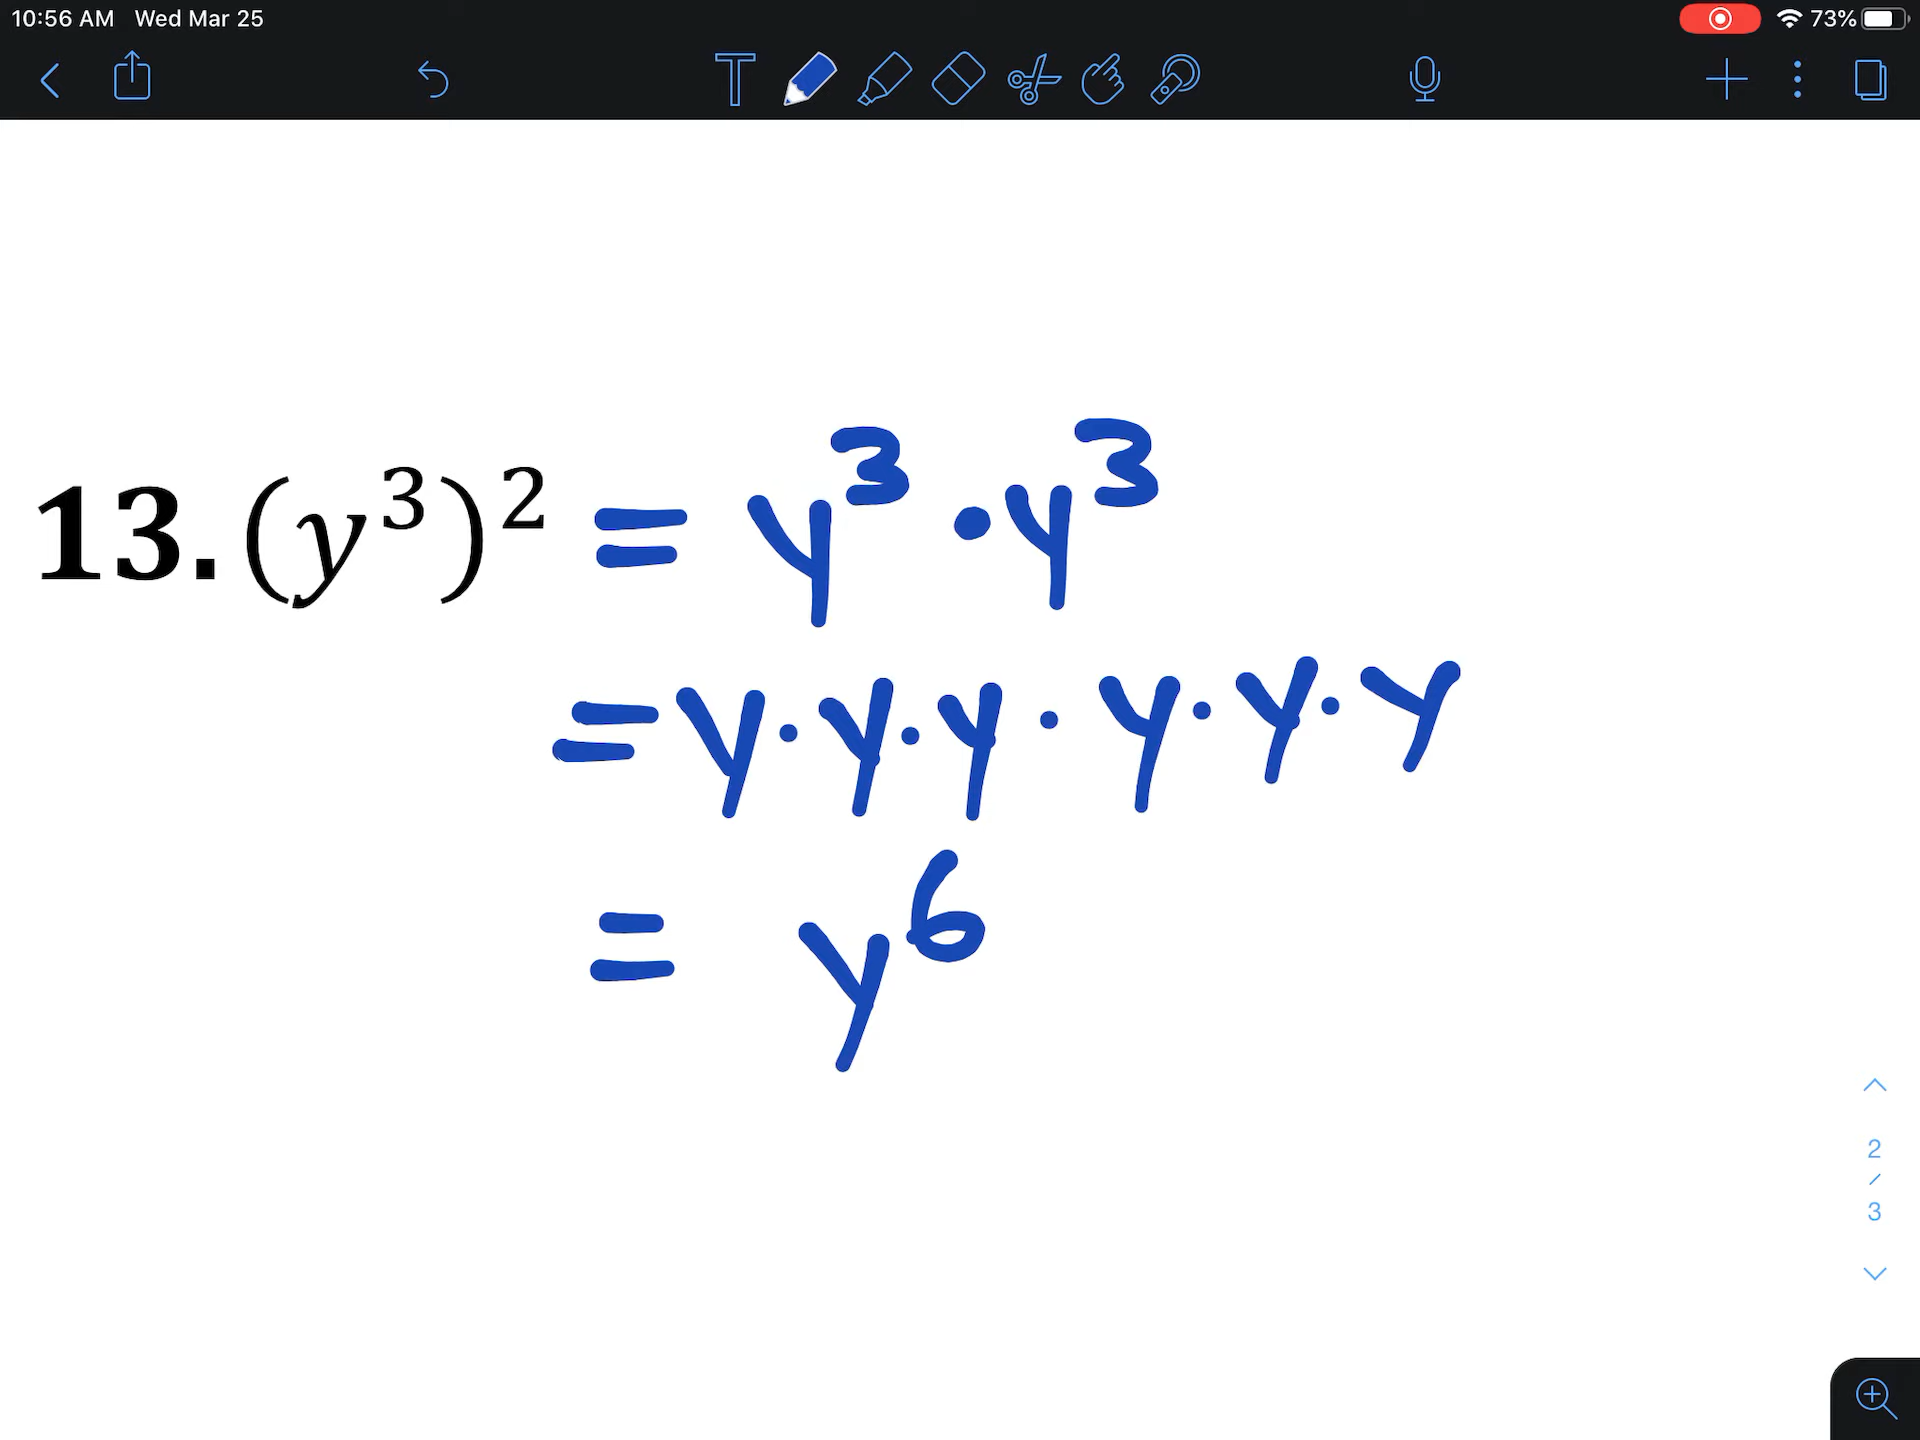 10:56 AM Wed Mar 25 73%
T
13. (y³)² = y³ · y³
= y · y · y · y · y · y
= y⁶
2
/
3